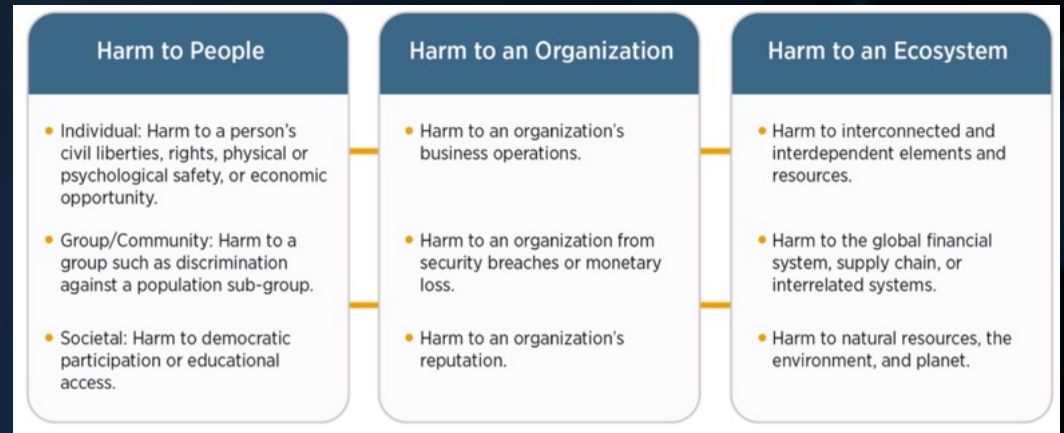 Harm to People
• Individual: Harm to a person's
civil liberties, rights, physical or
psychological safety, or economic
opportunity.
• Group/Community: Harm to a
group such as discrimination
against a population sub-group.
• Societal: Harm to democratic
participation or educational
access.
Harm to an Organization
• Harm to an organization's
business operations.
• Harm to an organization from
security breaches or monetary
loss.
• Harm to an organization's
reputation.
Harm to an Ecosystem
• Harm to interconnected and
interdependent elements and
resources.
• Harm to the global financial
system, supply chain, or
interrelated systems.
• Harm to natural resources, the
environment, and planet.